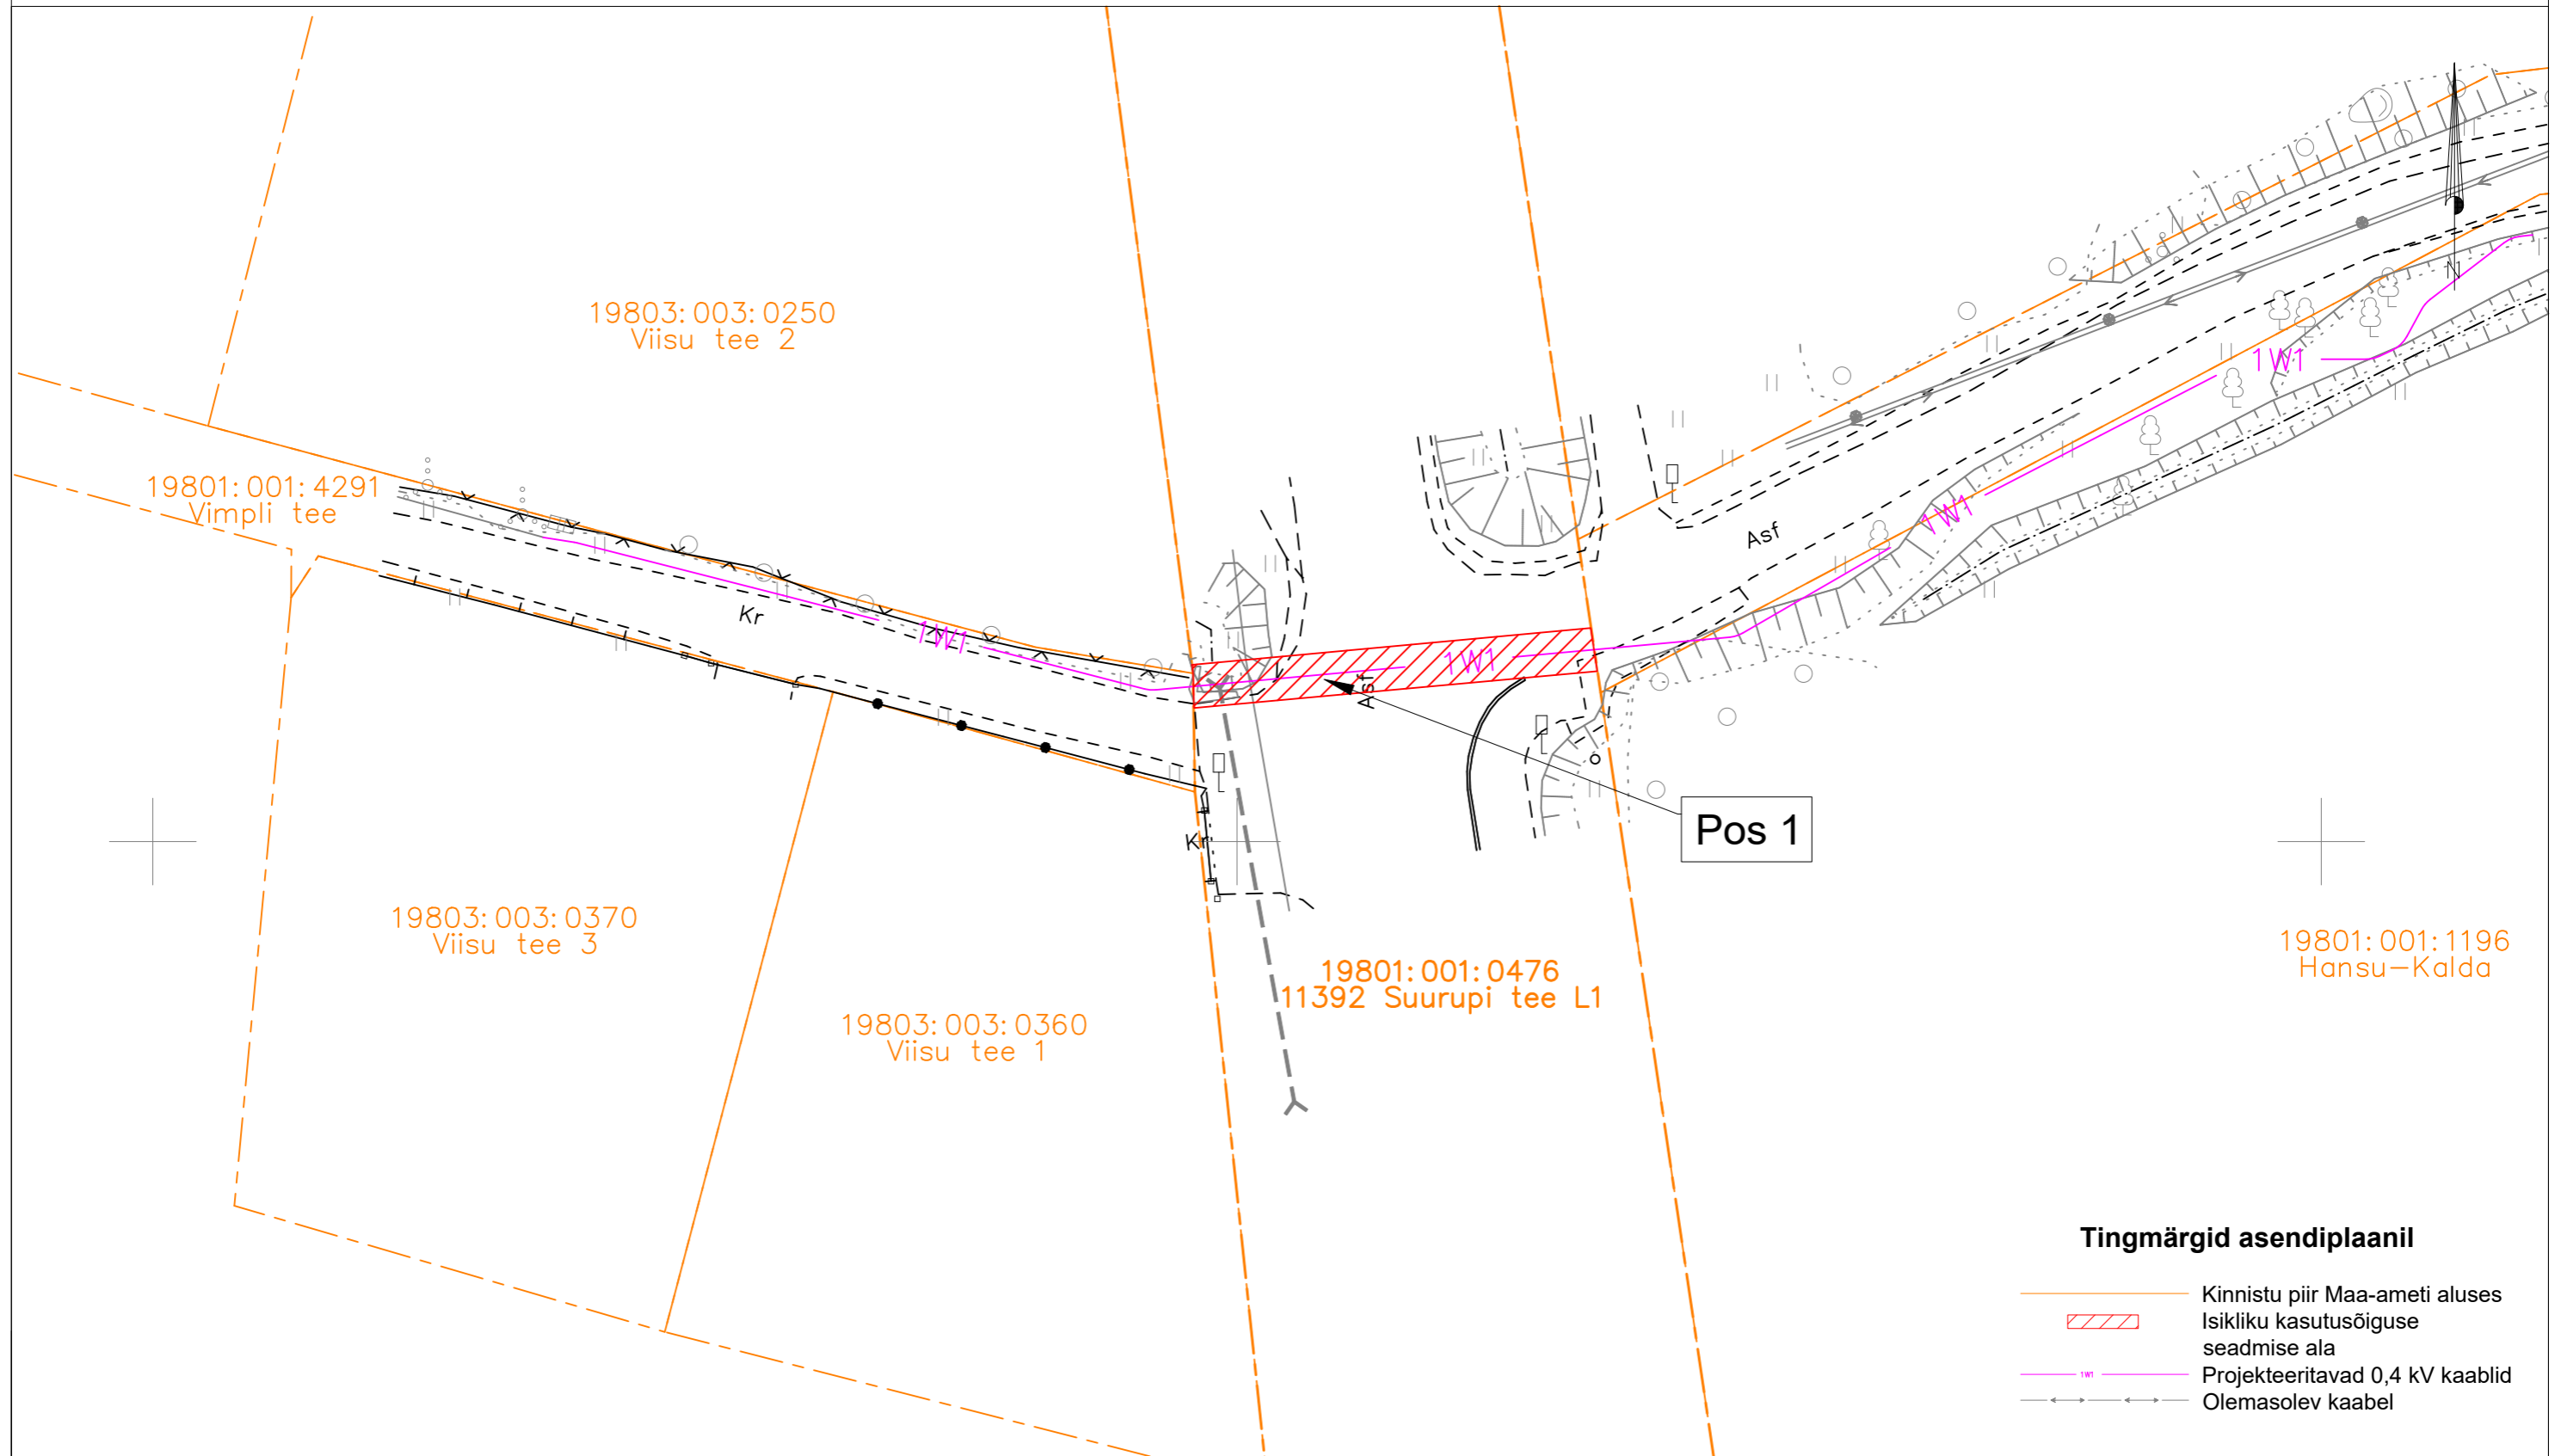 N
19803:003:0250
Viisu tee 2
1W1
19801:001:4291
Vimpli tee
1W1
Asf
Kr
1W1
1W1
Asf
Pos 1
Kr
19803:003:0370
Viisu tee 3
19801:001:1196
Hansu-Kalda
19801:001:0476
11392 Suurupi tee L1
19803:003:0360
Viisu tee 1
Tingmärgid asendiplaanil
Kinnistu piir Maa-ameti aluses
Isikliku kasutusõiguse
seadmise ala
1W1
Projekteeritavad 0,4 kV kaablid
Olemasolev kaabel